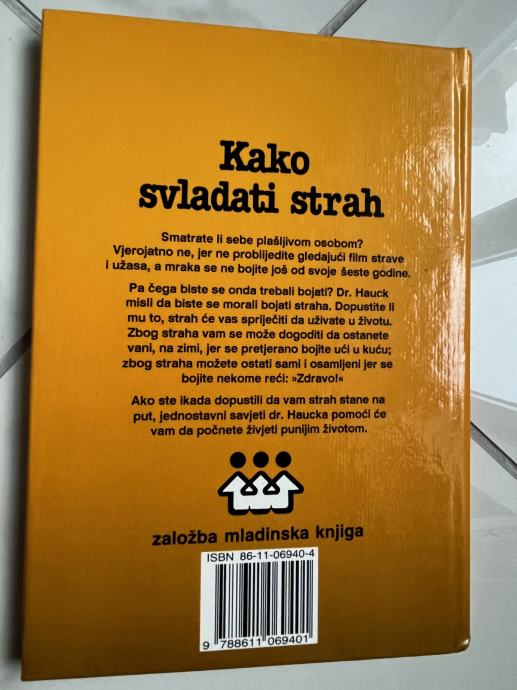 Kako
svladati strah
Smatrate li sebe plašljivom osobom?
Vjerojatno ne, jer ne problijedite gledajući film strave
i užasa, a mraka se ne bojite još od svoje šeste godine.
Pa čega biste se onda trebali bojati? Dr. Hauck
misli da biste se morali bojati straha. Dopustite li
mu to, strah će vas spriječiti da uživate u životu.
Zbog straha vam se može dogoditi da ostanete
vani, na zimi, jer se pretjerano bojite ući u kuću;
zbog straha možete ostati sami i osamljeni jer se
bojite nekome reći: »Zdravo!«
Ako ste ikada dopustili da vam strah stane na
put, jednostavni savjeti dr. Haucka pomoći će
vam da počnete živjeti punijim životom.
založba mladinska knjiga
ISBN 86-11-06940-4
9 788611 069401